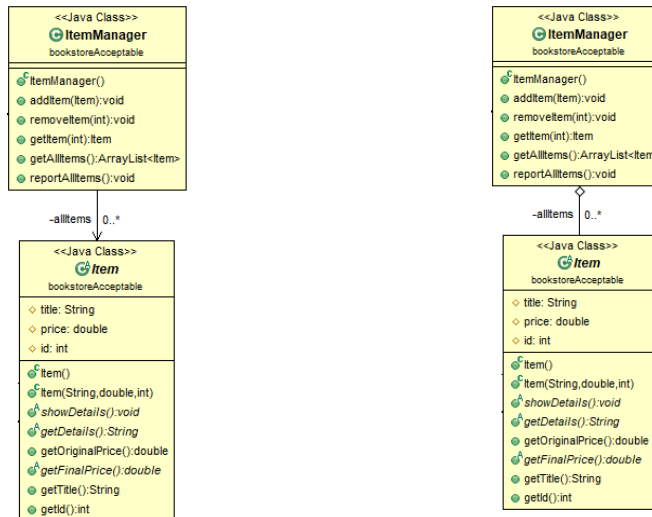 <<Java Class>>
ItemManager
bookstoreAcceptable
ItemManager()
addItem(Item):void
removeItem(int):void
getItem(int):Item
getAllItems():ArrayList<Item>
reportAllItems():void
-allItems 0..*
<<Java Class>>
Item
bookstoreAcceptable
title: String
price: double
id: int
Item()
Item(String,double,int)
showDetails():void
getDetails():String
getOriginalPrice():double
getFinalPrice():double
getTitle():String
getId():int
<<Java Class>>
ItemManager
bookstoreAcceptable
ItemManager()
addItem(Item):void
removeItem(int):void
getItem(int):Item
getAllItems():ArrayList<Item
reportAllItems():void
-allItems 0..*
<<Java Class>>
Item
bookstoreAcceptable
title: String
price: double
id: int
Item()
Item(String,double,int)
showDetails():void
getDetails():String
getOriginalPrice():double
getFinalPrice():double
getTitle():String
getId():int